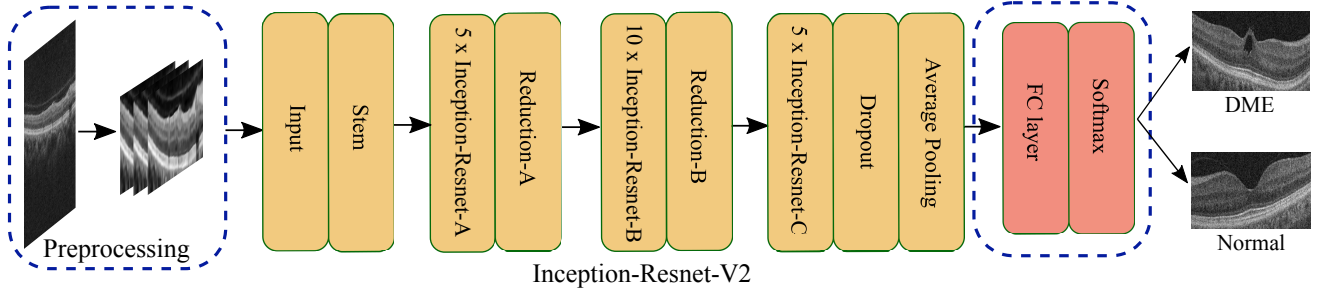 Preprocessing
Input
Stem
5 x Inception-Resnet-A
Reduction-A
10 x Inception-Resnet-B
Reduction-B
5 x Inception-Resnet-C
Dropout
Average Pooling
FC layer
Softmax
DME
Normal
Inception-Resnet-V2